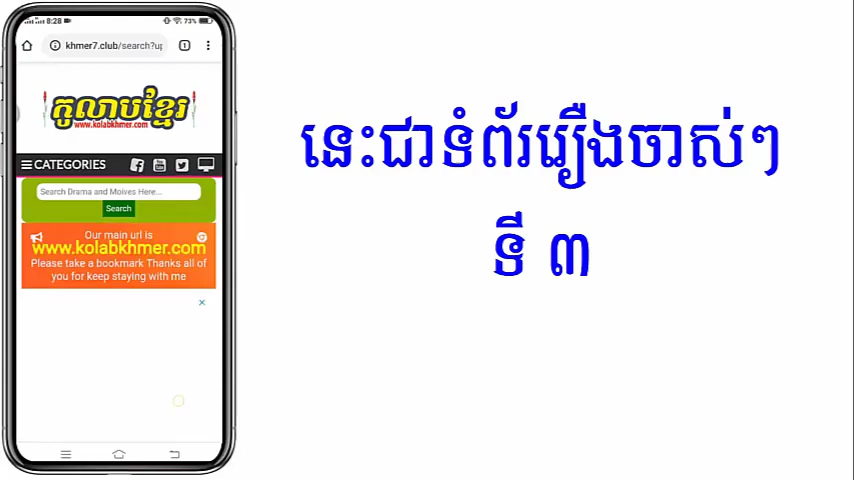 8:28
73%
khmer7.club/search?up
1
កូលាបខ្មែរ
www.kolabkhmer.com
CATEGORIES
Search Drama and Moives Here...
Search
Our main url is
www.kolabkhmer.com
Please take a bookmark Thanks all of
you for keep staying with me
នេះជាទំព័ររឿងចាស់ៗ
ទី ៣